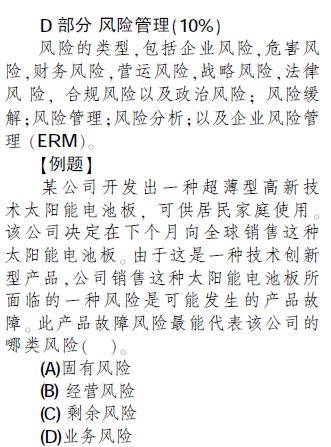 D 部分 风险管理(10%)
风险的类型,包括企业风险,危害风
险,财务风险,营运风险,战略风险,法律
风险，合规风险以及政治风险；风险缓
解;风险管理;风险分析;以及企业风险管
理 (ERM)。
【例题】
某公司开发出一种超薄型高新技
术太阳能电池板，可供居民家庭使用。
该公司决定在下个月向全球销售这种
太阳能电池板。由于这是一种技术创新
型产品,公司销售这种太阳能电池板所
面临的一种风险是可能发生的产品故
障。此产品故障风险最能代表该公司的
哪类风险( )。
(A)固有风险
(B) 经营风险
(C) 剩余风险
(D)业务风险